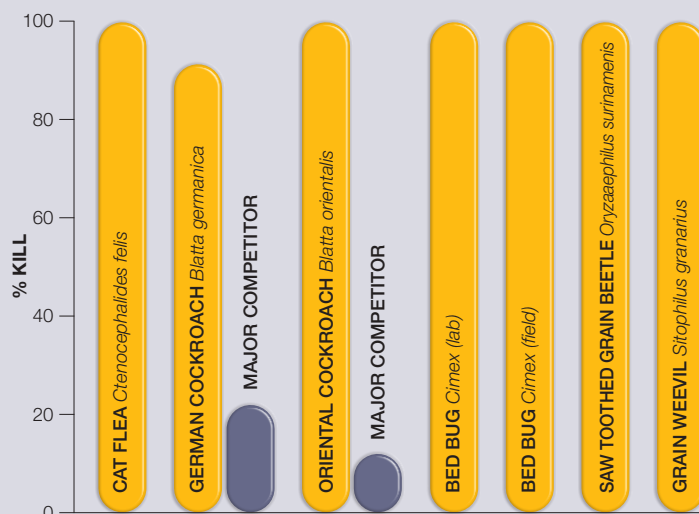 100
80
60
40
20
0
% KILL
CAT FLEA Ctenocephalides felis
GERMAN COCKROACH Blatta germanica
MAJOR COMPETITOR
ORIENTAL COCKROACH Blatta orientalis
MAJOR COMPETITOR
BED BUG Cimex (lab)
BED BUG Cimex (field)
SAW TOOTHED GRAIN BEETLE Oryzaaephilus surinamenis
GRAIN WEEVIL Sitophilus granarius